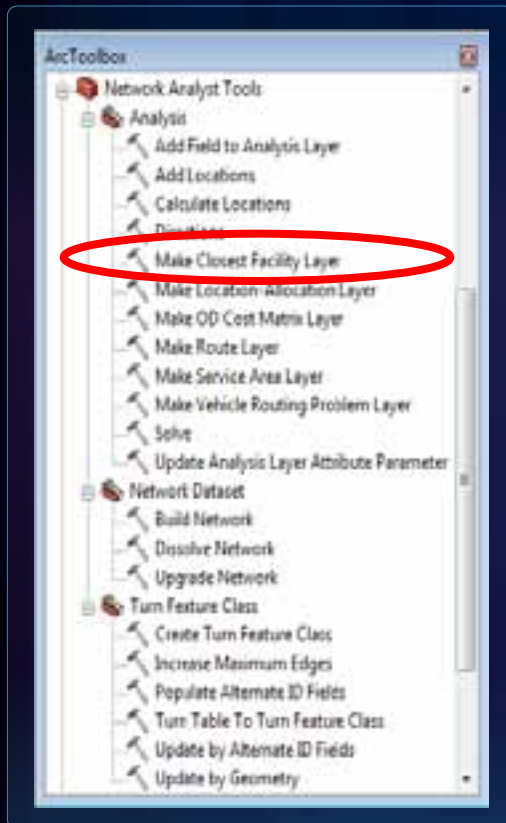 ArcToolbox
Network Analyst Tools
Analysis
Add Field to Analysis Layer
Add Locations
Calculate Locations
Directions
Make Closest Facility Layer
Make Location-Allocation Layer
Make OD Cost Matrix Layer
Make Route Layer
Make Service Area Layer
Make Vehicle Routing Problem Layer
Solve
Update Analysis Layer Attribute Parameter
Network Dataset
Build Network
Dissolve Network
Upgrade Network
Turn Feature Class
Create Turn Feature Class
Increase Maximum Edges
Populate Alternate ID Fields
Turn Table To Turn Feature Class
Update by Alternate ID Fields
Update by Geometry